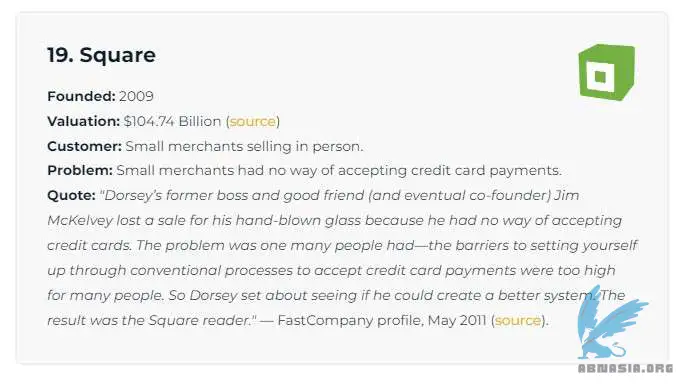 19. Square
Founded: 2009
Valuation: $104.74 Billion (source)
Customer: Small merchants selling in person.
Problem: Small merchants had no way of accepting credit card payments.
Quote: "Dorsey’s former boss and good friend (and eventual co-founder) Jim
McKelvey lost a sale for his hand-blown glass because he had no way of accepting
credit cards. The problem was one many people had—the barriers to setting yourself
up through conventional processes to accept credit card payments were too high
for many people. So Dorsey set about seeing if he could create a better system. The
result was the Square reader." — FastCompany profile, May 2011 (source).
ABNASIA.ORG